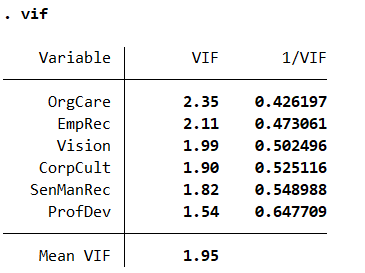 . vif
Variable VIF 1/VIF
OrgCare 2.35 0.426197
EmpRec 2.11 0.473061
Vision 1.99 0.502496
CorpCult 1.90 0.525116
SenManRec 1.82 0.548988
ProfDev 1.54 0.647709
Mean VIF 1.95